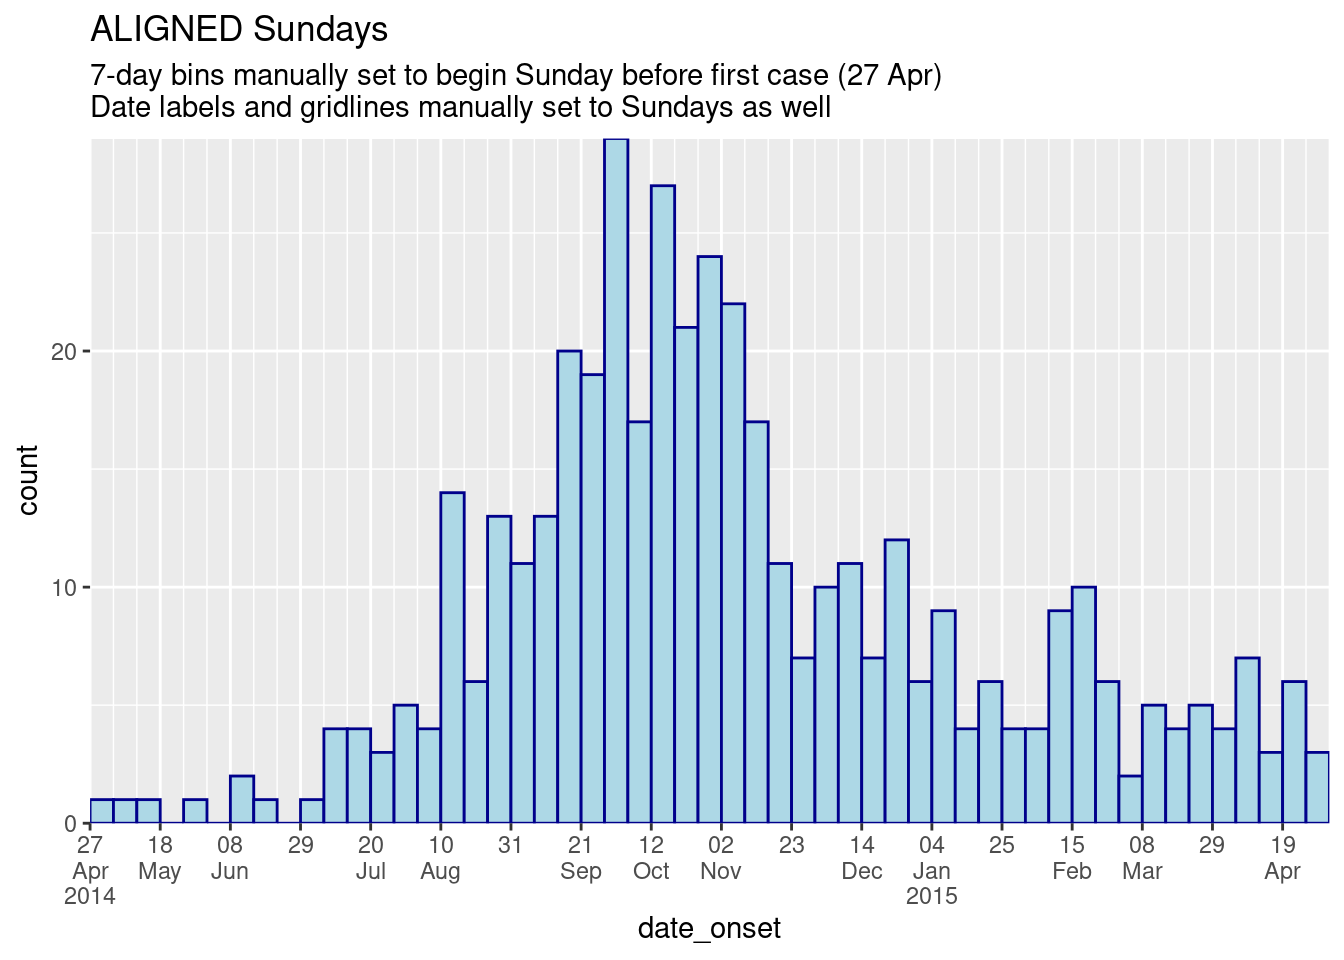 ALIGNED Sundays
7-day bins manually set to begin Sunday before first case (27 Apr)
Date labels and gridlines manually set to Sundays as well
count
20
10
0
27 18 08 29 20 10 31 21 12 02 23 14 04 25 15 08 29 19
Apr May Jun Jul Aug Sep Oct Nov Dec Jan Feb Mar Apr
2014 2015
date_onset